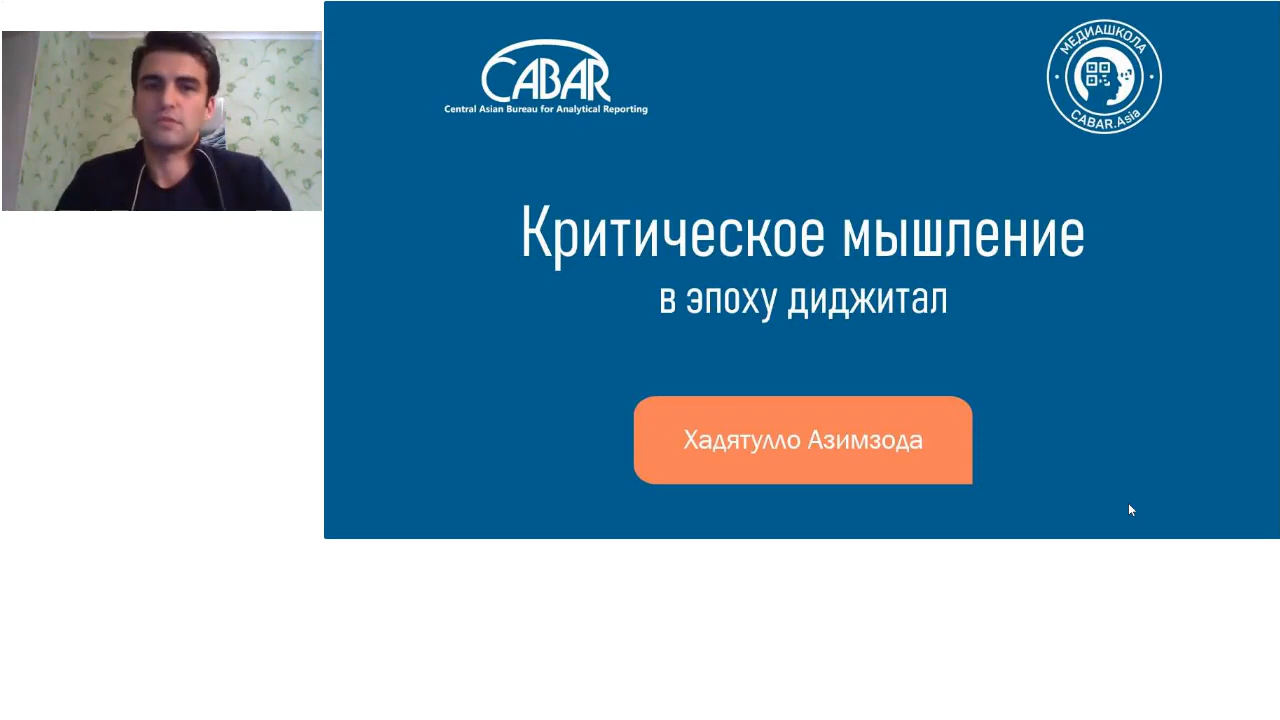 CABAR
Central Asian Bureau for Analytical Reporting
МЕДИАШКОЛА
CABAR.Asia
Критическое мышление
в эпоху диджитал
Хадятулло Азимзода